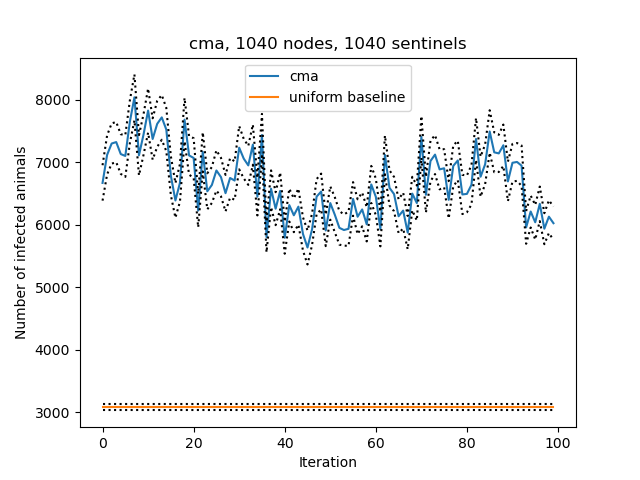 cma, 1040 nodes, 1040 sentinels
cma
uniform baseline
Number of infected animals
8000
7000
6000
5000
4000
3000
0 20 40 60 80 100
Iteration